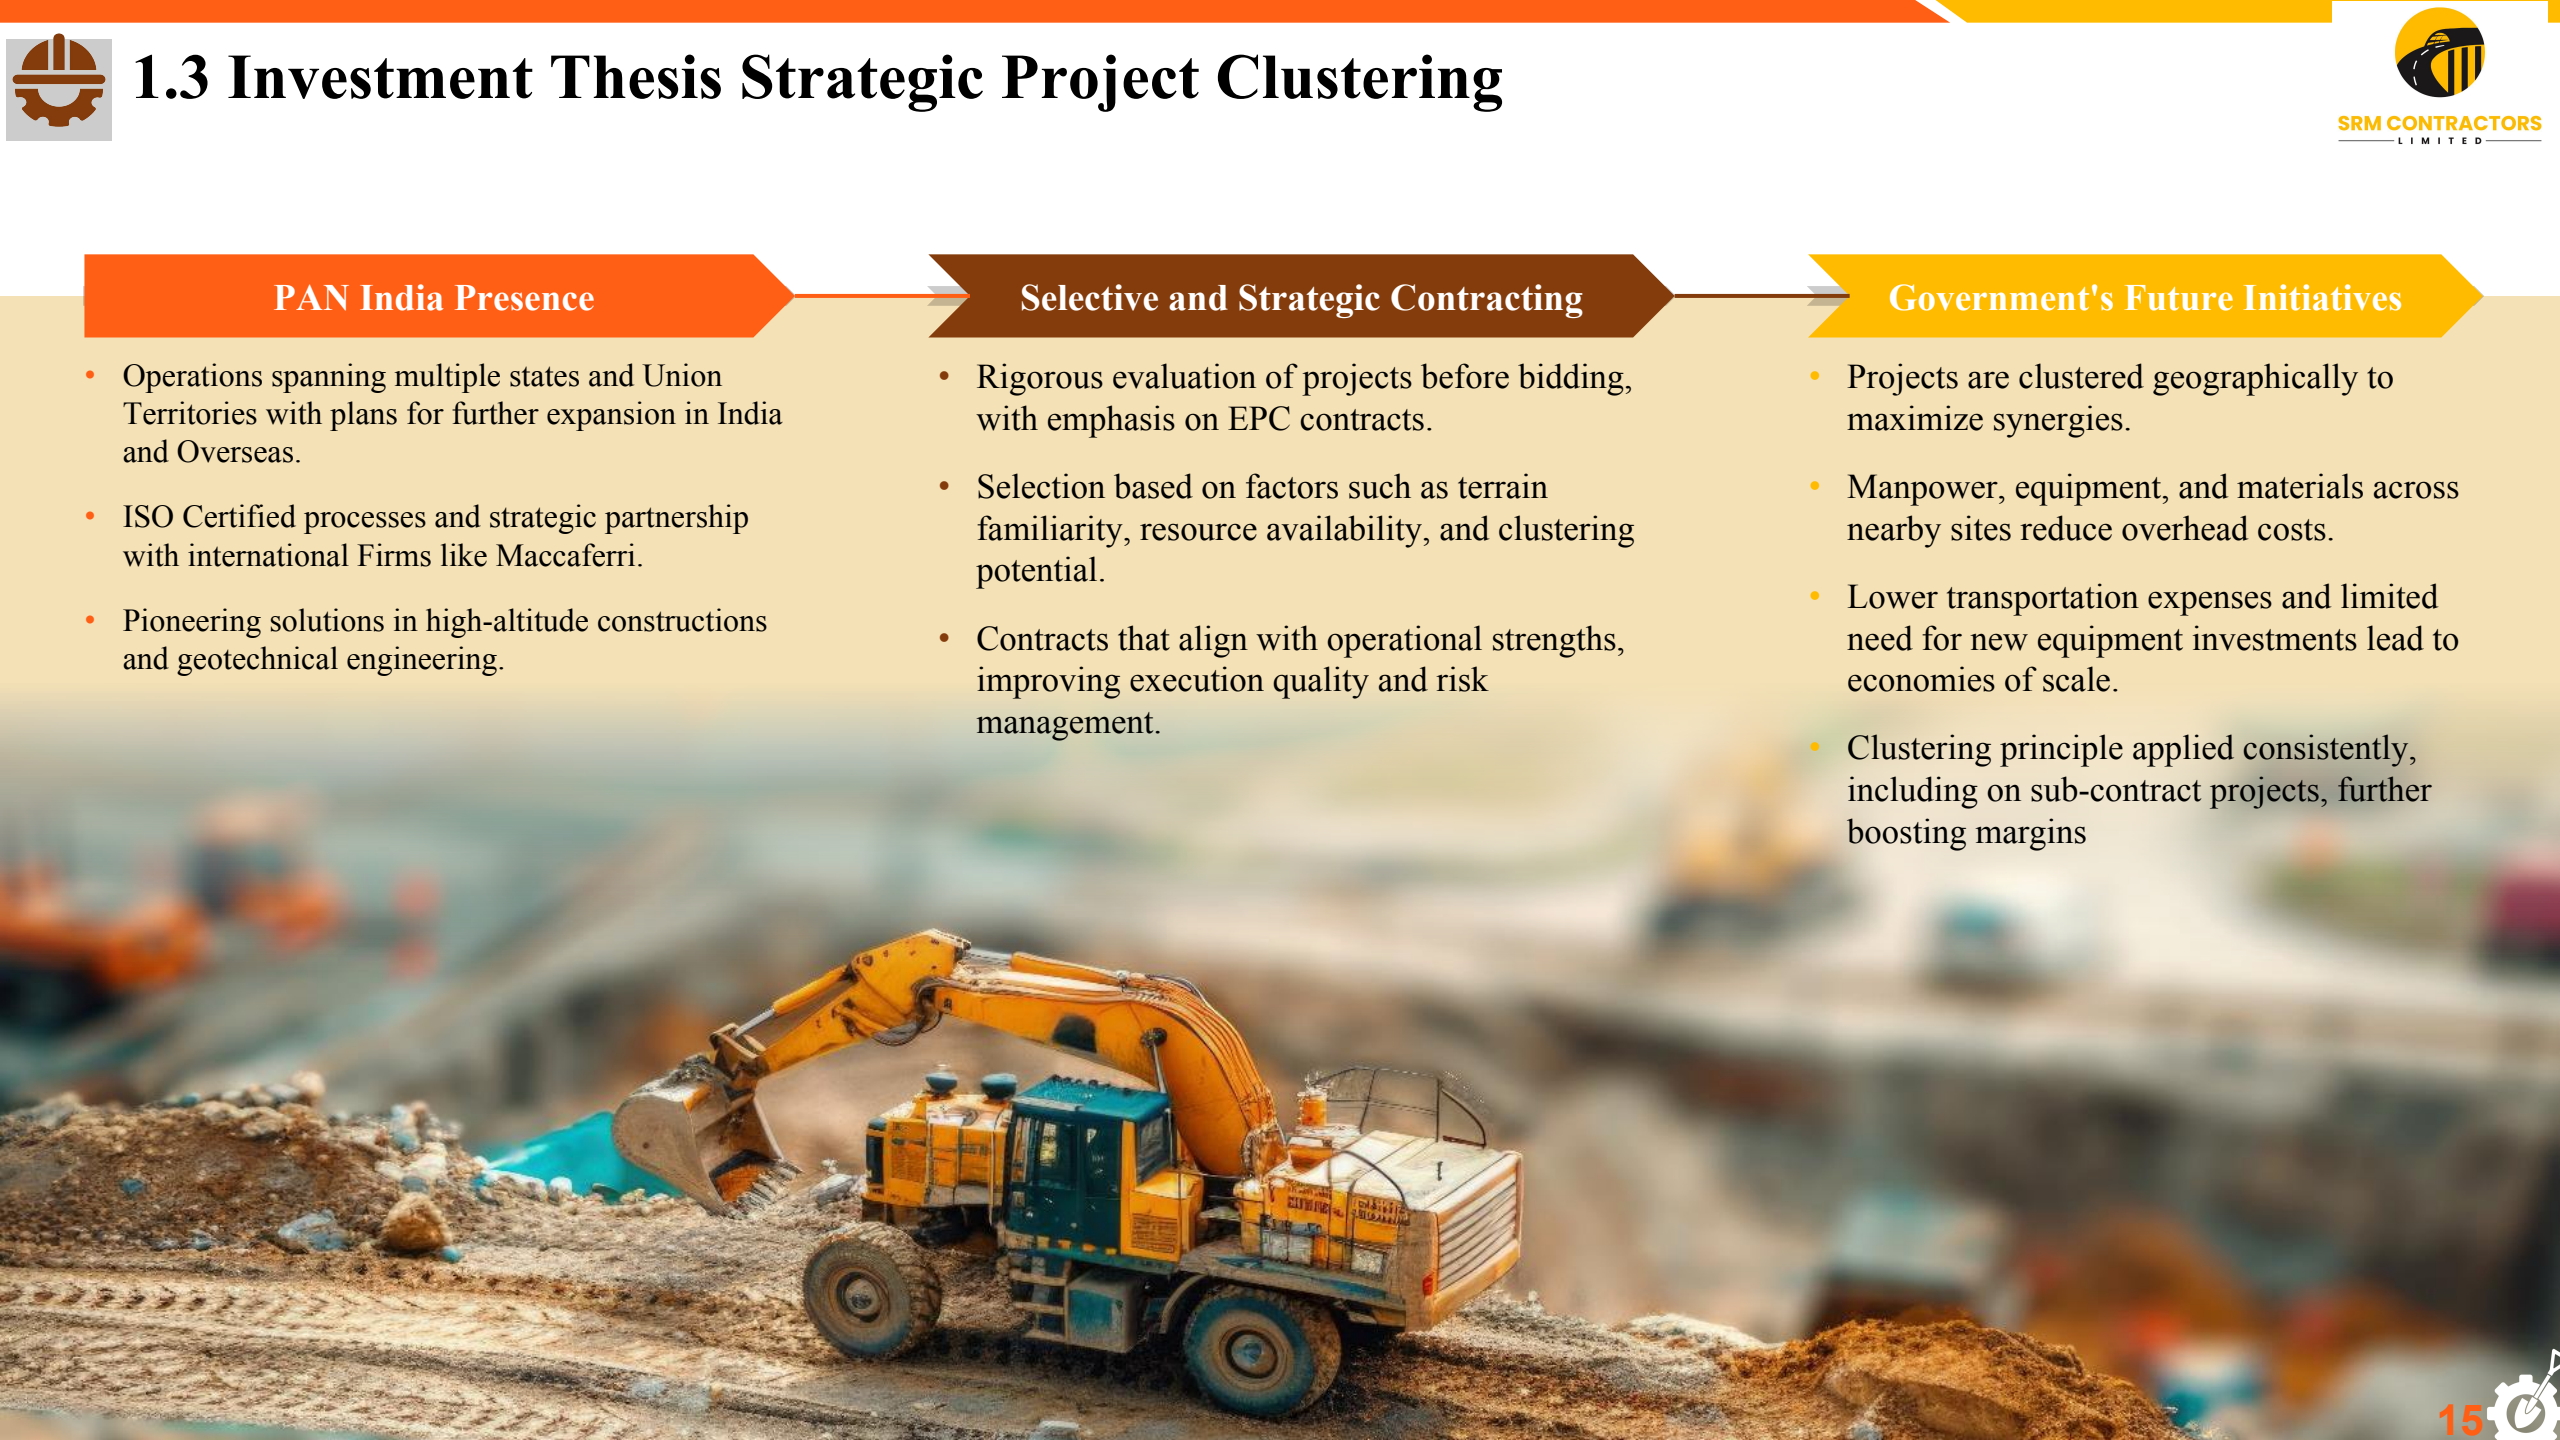 1.3 Investment Thesis Strategic Project Clustering
SRM CONTRACTORS
LIMITED
PAN India Presence
• Operations spanning multiple states and Union
Territories with plans for further expansion in India
and Overseas.
• ISO Certified processes and strategic partnership
with international Firms like Maccaferri.
• Pioneering solutions in high-altitude constructions
and geotechnical engineering.
Selective and Strategic Contracting
• Rigorous evaluation of projects before bidding,
with emphasis on EPC contracts.
• Selection based on factors such as terrain
familiarity, resource availability, and clustering
potential.
• Contracts that align with operational strengths,
improving execution quality and risk
management.
Government's Future Initiatives
• Projects are clustered geographically to
maximize synergies.
• Manpower, equipment, and materials across
nearby sites reduce overhead costs.
• Lower transportation expenses and limited
need for new equipment investments lead to
economies of scale.
• Clustering principle applied consistently,
including on sub-contract projects, further
boosting margins
15